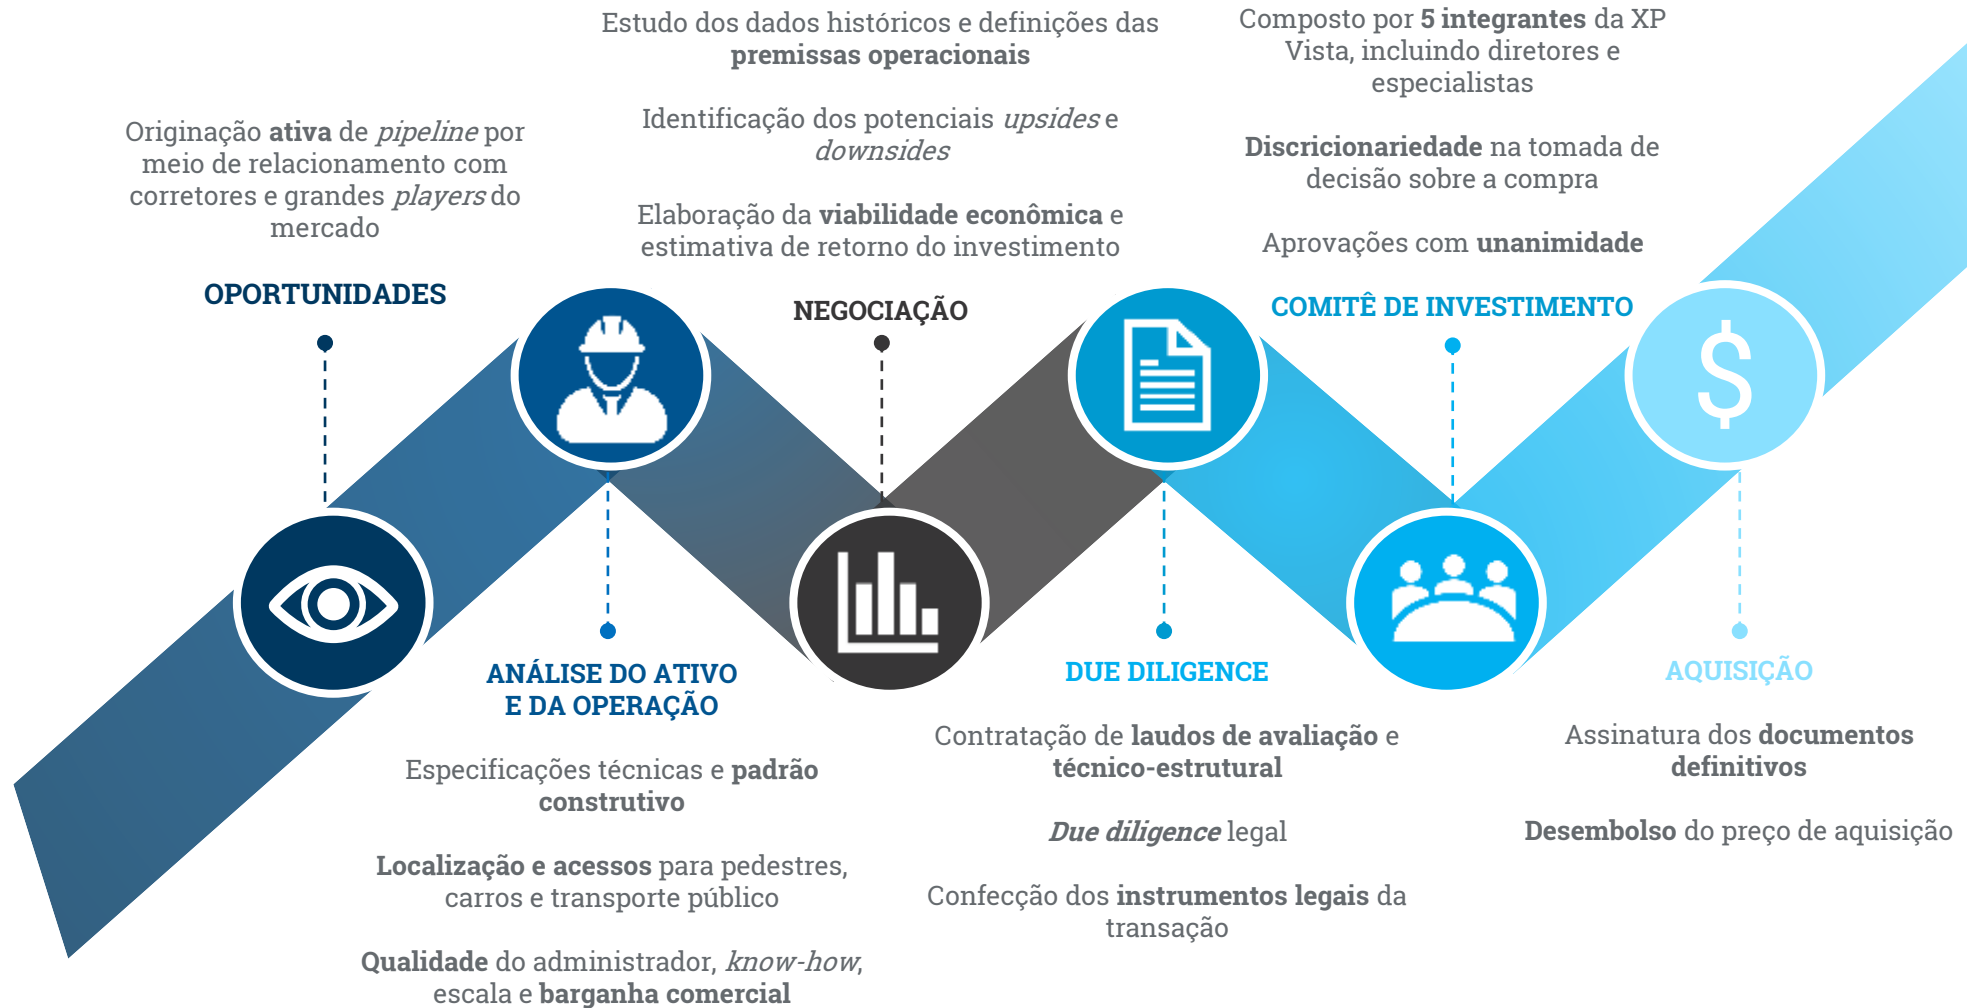 Originação ativa de pipeline por
meio de relacionamento com
corretores e grandes players do
mercado
OPORTUNIDADES
ANÁLISE DO ATIVO
E DA OPERAÇÃO
Especificações técnicas e padrão
construtivo
Localização e acessos para pedestres,
carros e transporte público
Qualidade do administrador, know-how,
escala e barganha comercial
Estudo dos dados históricos e definições das
premissas operacionais
Identificação dos potenciais upsides e
downsides
Elaboração da viabilidade econômica e
estimativa de retorno do investimento
NEGOCIAÇÃO
DUE DILIGENCE
Contratação de laudos de avaliação e
técnico-estrutural
Due diligence legal
Confecção dos instrumentos legais da
transação
Composto por 5 integrantes da XP
Vista, incluindo diretores e
especialistas
Discricionariedade na tomada de
decisão sobre a compra
Aprovações com unanimidade
COMITÊ DE INVESTIMENTO
$
AQUISIÇÃO
Assinatura dos documentos
definitivos
Desembolso do preço de aquisição